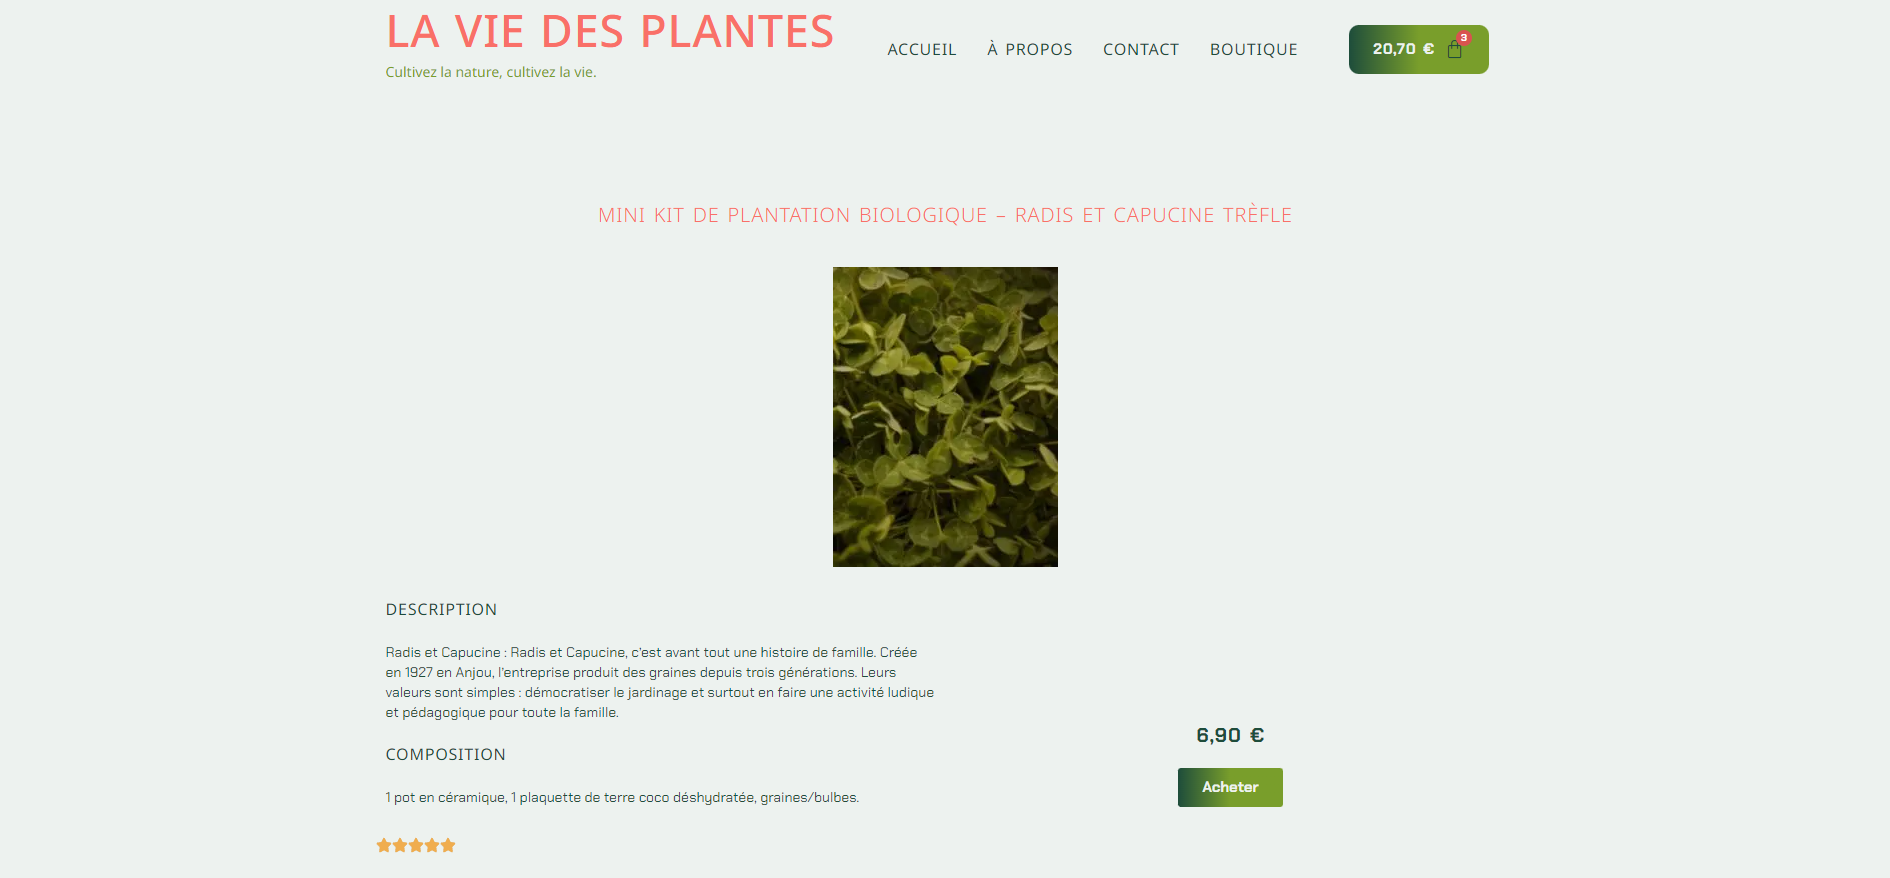 LA VIE DES PLANTES
Cultivez la nature, cultivez la vie.
ACCUEIL À PROPOS CONTACT BOUTIQUE
20,70 € 3
MINI KIT DE PLANTATION BIOLOGIQUE – RADIS ET CAPUCINE TRÈFLE
DESCRIPTION
Radis et Capucine : Radis et Capucine, c'est avant tout une histoire de famille. Créée
en 1927 en Anjou, l'entreprise produit des graines depuis trois générations. Leurs
valeurs sont simples : démocratiser le jardinage et surtout en faire une activité ludique
et pédagogique pour toute la famille.
COMPOSITION
1 pot en céramique, 1 plaquette de terre coco déshydratée, graines/bulbes.
6,90 €
Acheter